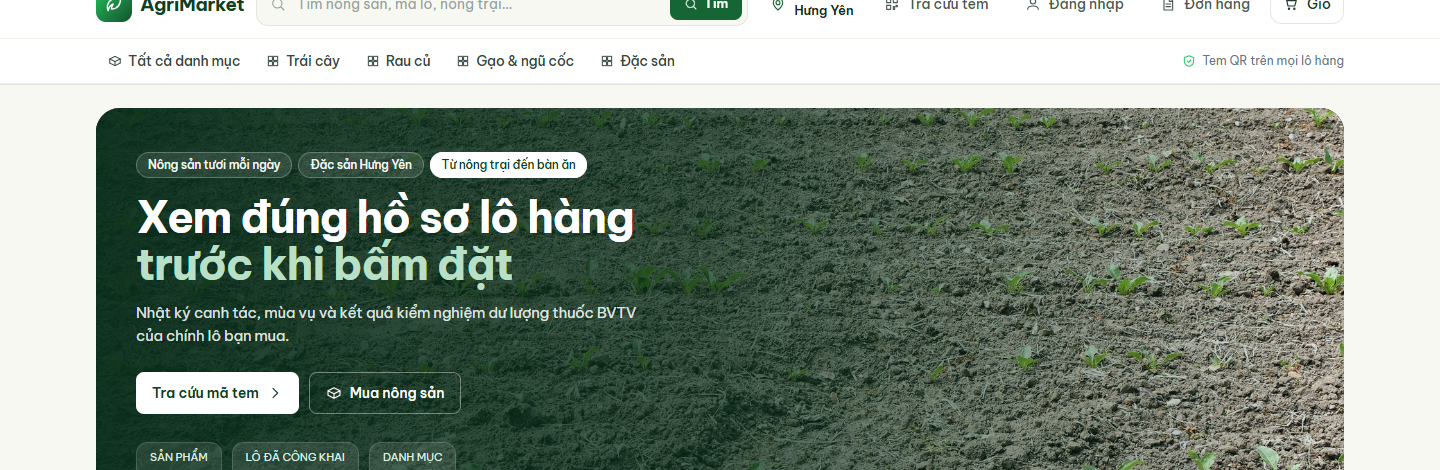 AgriMarket
Tìm nông sản, mã lô, nông trại...
Tìm
Hưng Yên
Tra cứu tem
Đăng nhập
Đơn hàng
Giỏ
Tất cả danh mục
Trái cây
Rau củ
Gạo & ngũ cốc
Đặc sản
Tem QR trên mọi lô hàng
Nông sản tươi mỗi ngày
Đặc sản Hưng Yên
Từ nông trại đến bàn ăn
Xem đúng hồ sơ lô hàng
trước khi bấm đặt
Nhật ký canh tác, mùa vụ và kết quả kiểm nghiệm dư lượng thuốc BVTV
của chính lô bạn mua.
Tra cứu mã tem
Mua nông sản
SẢN PHẨM
LÔ ĐÃ CÔNG KHAI
DANH MỤC